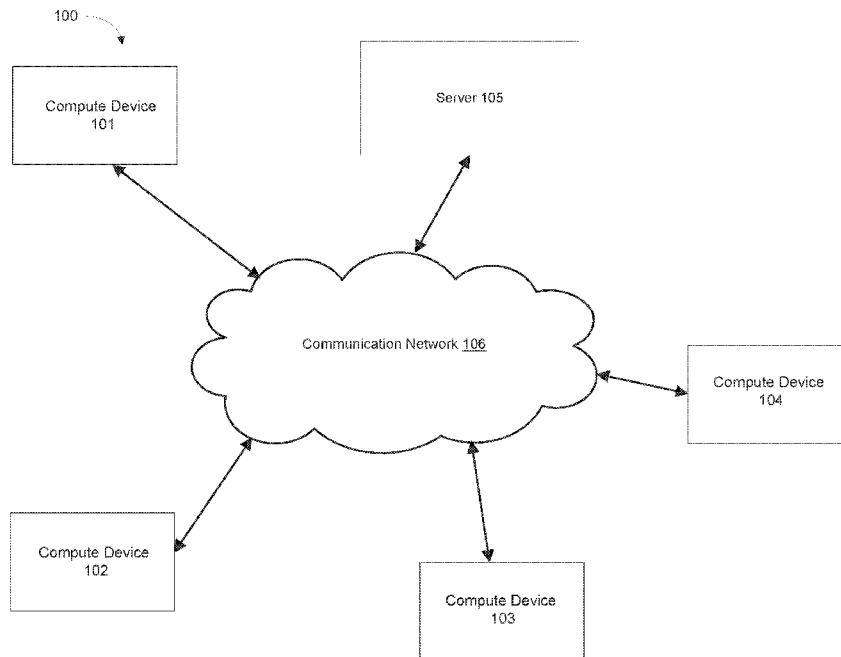 100
Compute Device
101
Server 105
Communication Network 106
Compute Device
104
Compute Device
102
Compute Device
103